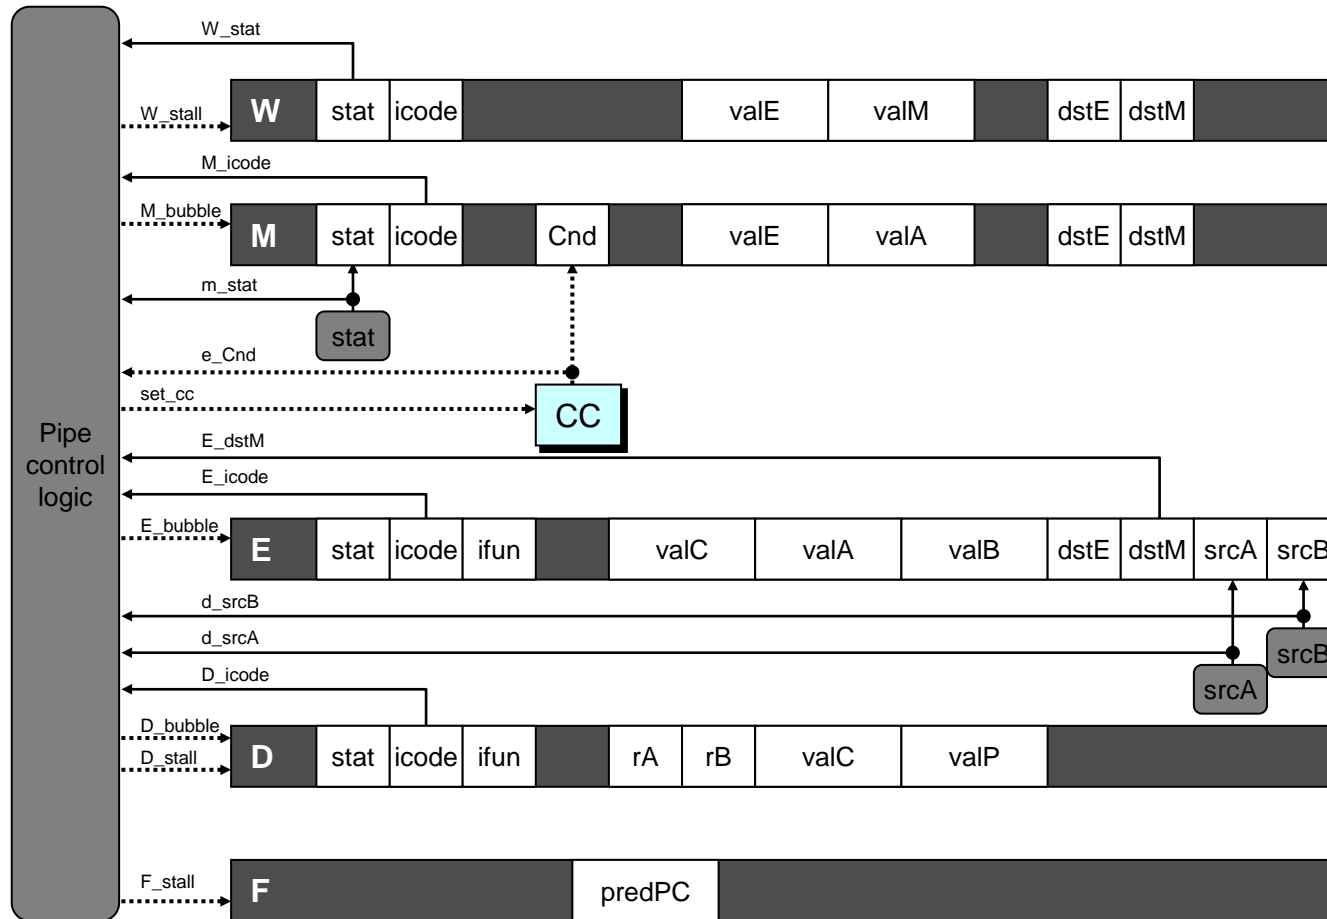 W_stat
W_stall
W stat icode valE valM dstE dstM
M_icode
M_bubble
M stat icode Cnd valE valA dstE dstM
m_stat
stat
e_Cnd
set_cc
CC
Pipe
control
logic
E_dstM
E_icode
E_bubble
E stat icode ifun valC valA valB dstE dstM srcA srcB
d_srcB
d_srcA
srcB
srcA
D_icode
D_bubble
D_stall
D stat icode ifun rA rB valC valP
F_stall
F predPC